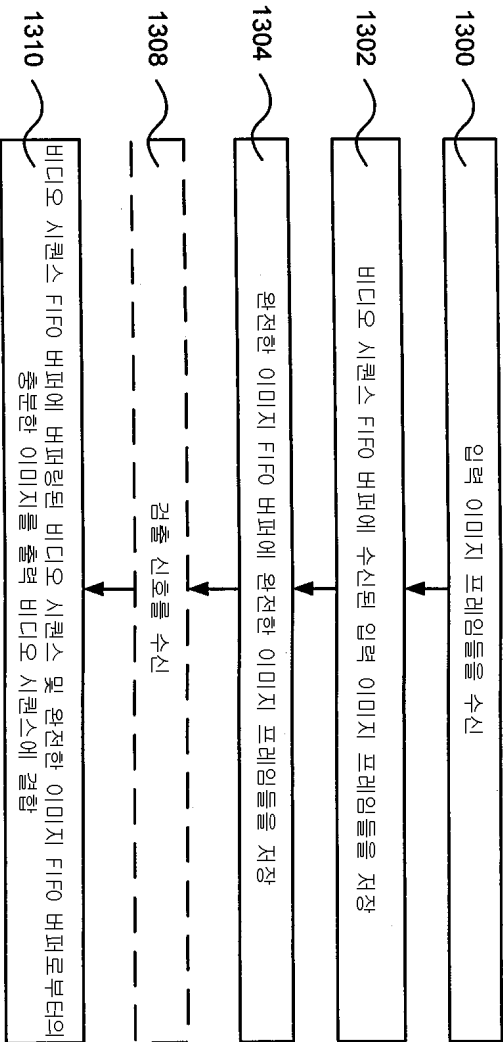 1300
입력 이미지 프레임들을 수신
1302
비디오 시퀀스 FIFO 버퍼에 수신된 입력 이미지 프레임들을 저장
1304
완전한 이미지 FIFO 버퍼에 완전한 이미지 프레임들을 저장
1308
검출 신호를 수신
1310
비디오 시퀀스 FIFO 버퍼에 버퍼링된 비디오 시퀀스 및 완전한 이미지 FIFO 버퍼로부터의
충분한 이미지를 출력 비디오 시퀀스에 결합